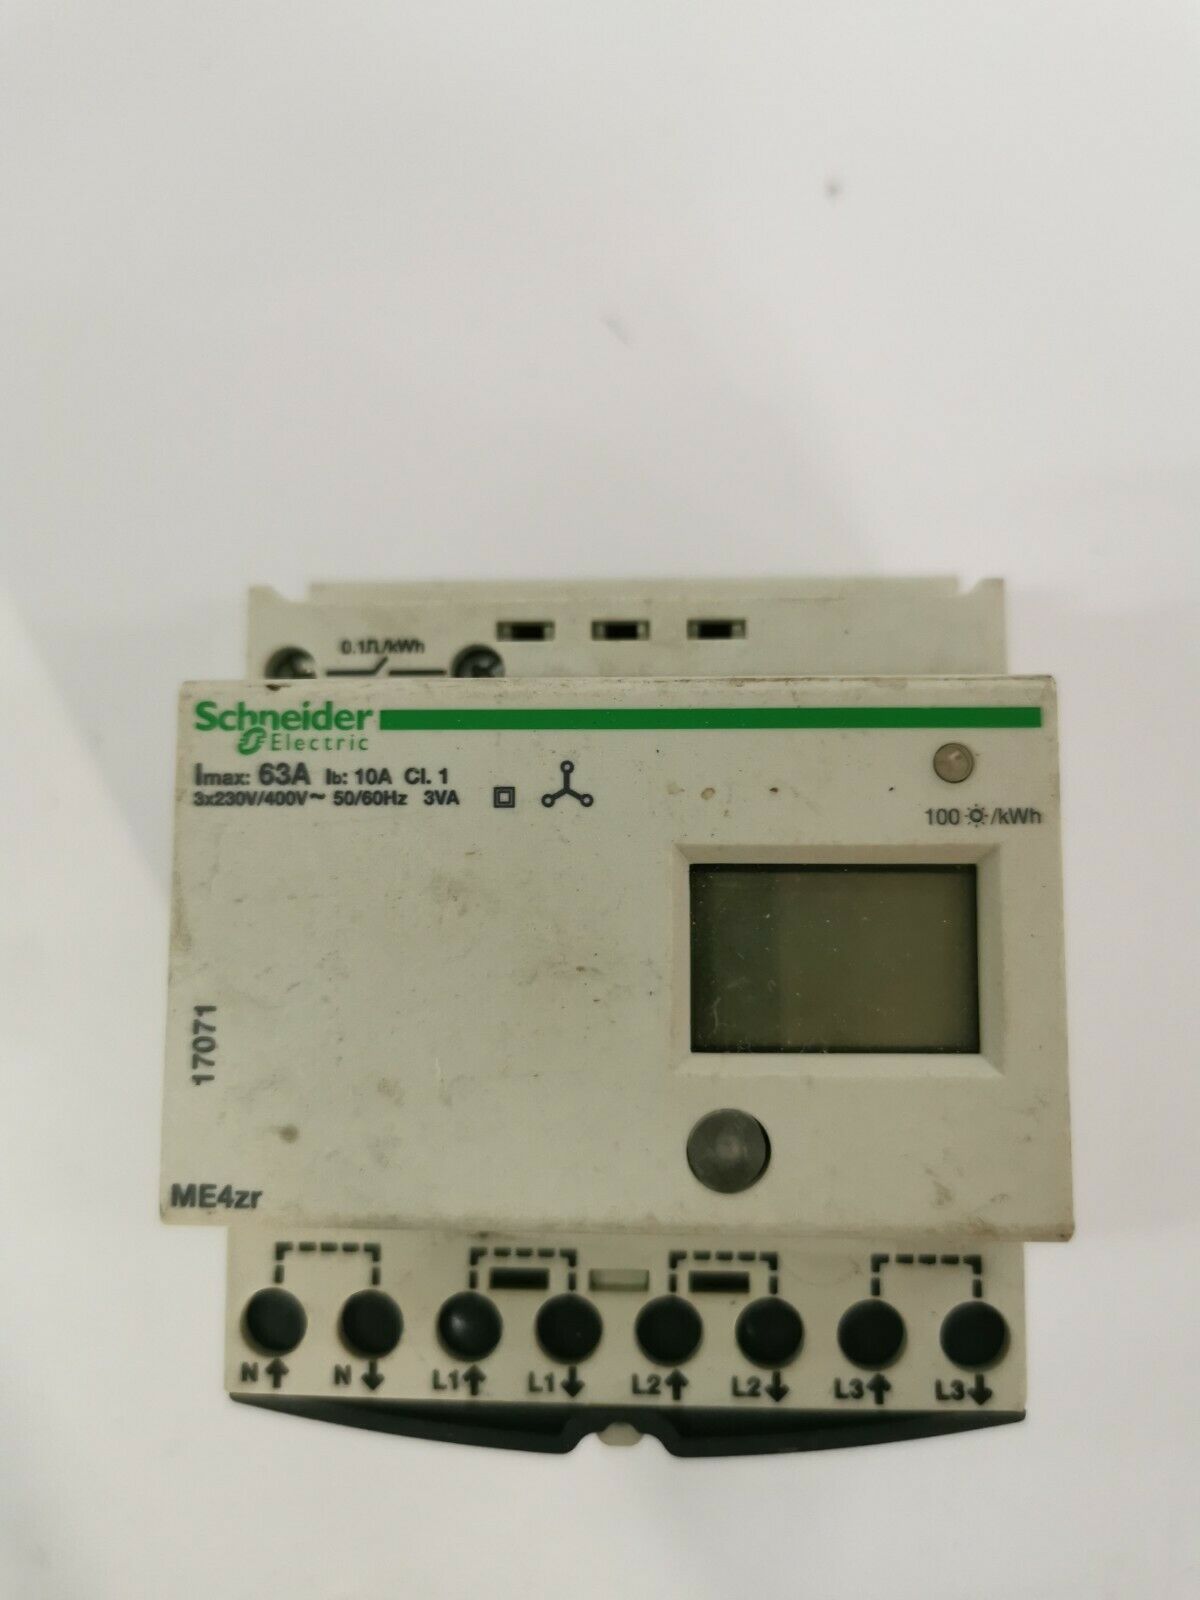 0.1⎍/kWh
Schneider
Electric
Imax: 63A Ib: 10A Cl. 1
3x230V/400V~ 50/60Hz 3VA
100 ☼/kWh
17071
ME4zr
N↑ N↓ L1↑ L1↓ L2↑ L2↓ L3↑ L3↓